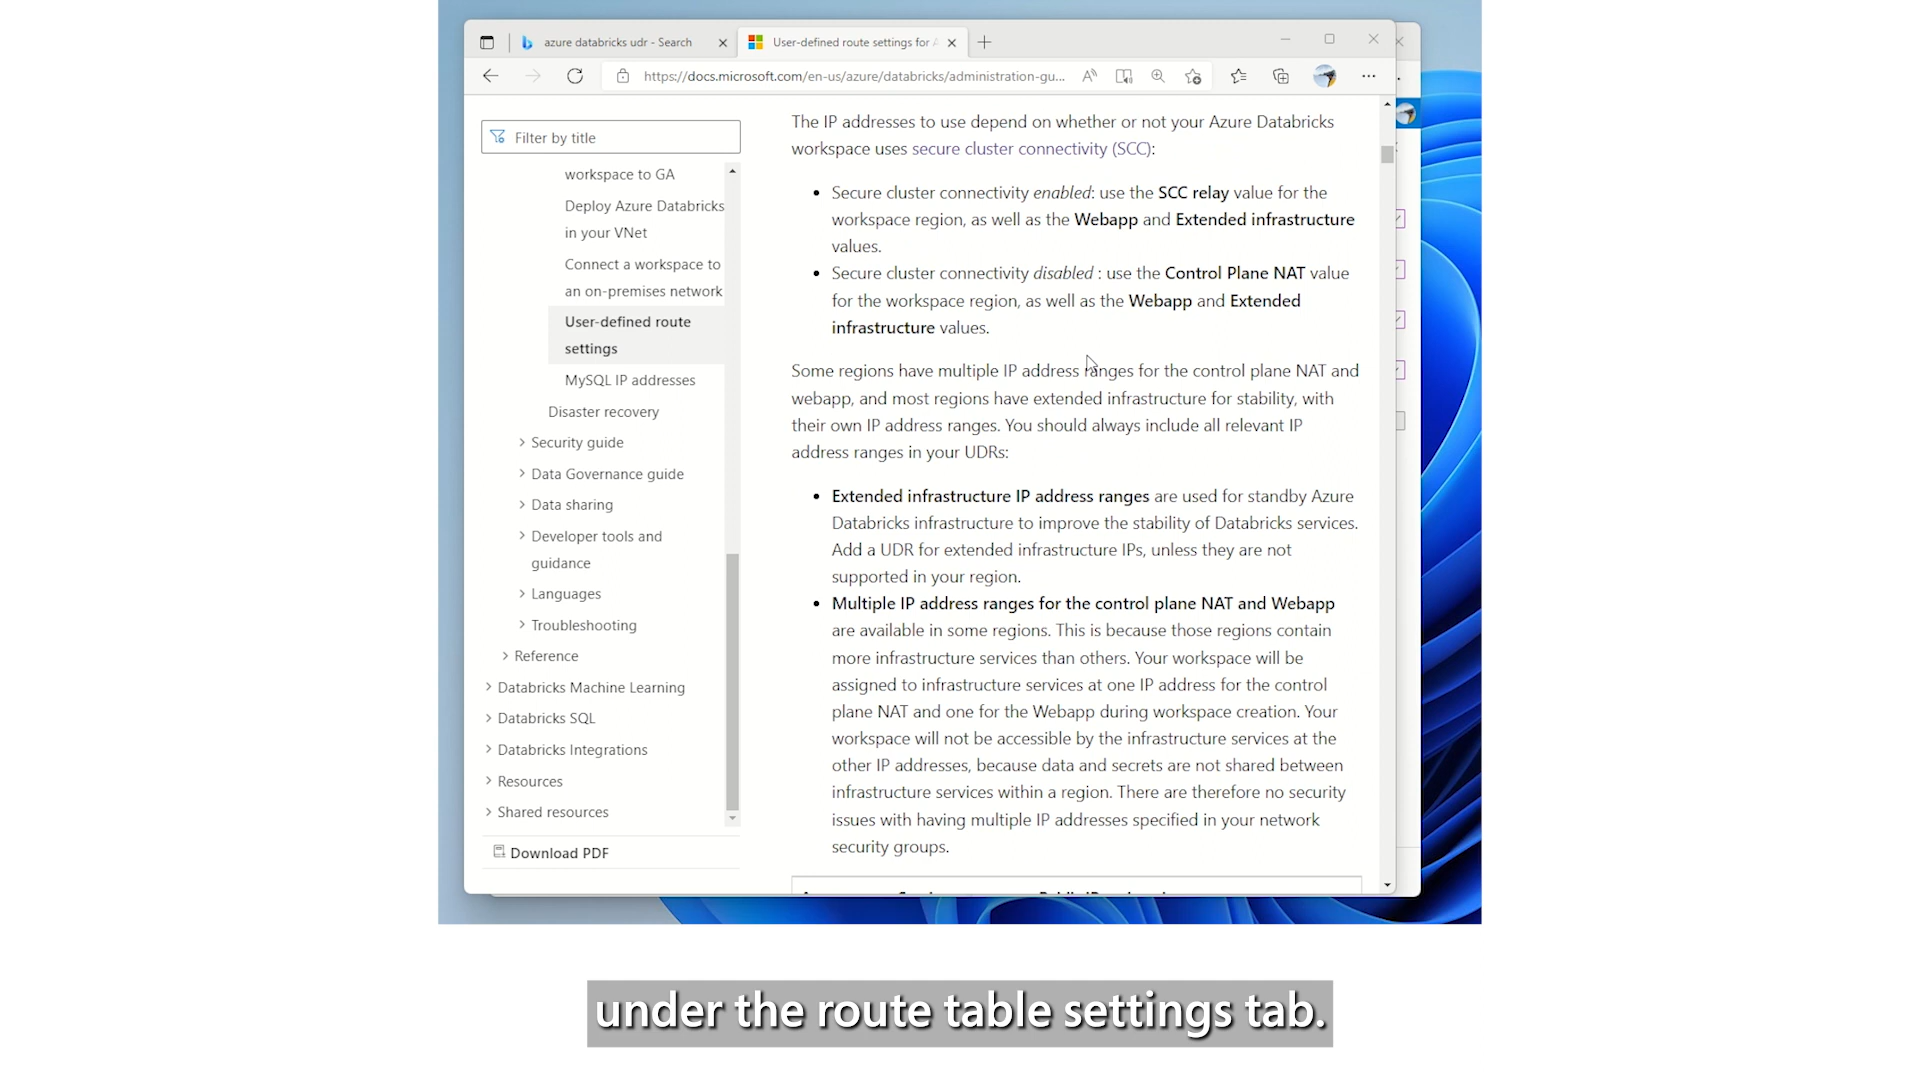 azure databricks udr - Search
User-defined route settings for A
https://docs.microsoft.com/en-us/azure/databricks/administration-gu...
Filter by title
workspace to GA
Deploy Azure Databricks
in your VNet
Connect a workspace to
an on-premises network
User-defined route
settings
MySQL IP addresses
Disaster recovery
Security guide
Data Governance guide
Data sharing
Developer tools and
guidance
Languages
Troubleshooting
Reference
Databricks Machine Learning
Databricks SQL
Databricks Integrations
Resources
Shared resources
Download PDF
The IP addresses to use depend on whether or not your Azure Databricks
workspace uses secure cluster connectivity (SCC):
• Secure cluster connectivity enabled: use the SCC relay value for the
workspace region, as well as the Webapp and Extended infrastructure
values.
• Secure cluster connectivity disabled : use the Control Plane NAT value
for the workspace region, as well as the Webapp and Extended
infrastructure values.
Some regions have multiple IP address ranges for the control plane NAT and
webapp, and most regions have extended infrastructure for stability, with
their own IP address ranges. You should always include all relevant IP
address ranges in your UDRs:
• Extended infrastructure IP address ranges are used for standby Azure
Databricks infrastructure to improve the stability of Databricks services.
Add a UDR for extended infrastructure IPs, unless they are not
supported in your region.
• Multiple IP address ranges for the control plane NAT and Webapp
are available in some regions. This is because those regions contain
more infrastructure services than others. Your workspace will be
assigned to infrastructure services at one IP address for the control
plane NAT and one for the Webapp during workspace creation. Your
workspace will not be accessible by the infrastructure services at the
other IP addresses, because data and secrets are not shared between
infrastructure services within a region. There are therefore no security
issues with having multiple IP addresses specified in your network
security groups.
under the route table settings tab.